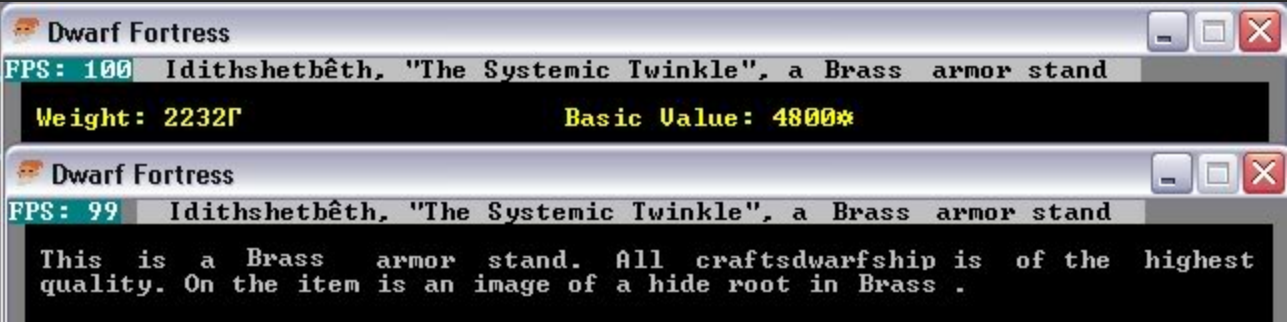 Dwarf Fortress
FPS: 100 Idithshetbêth, "The Systemic Twinkle", a Brass armor stand
Weight: 2232Γ Basic Value: 4800☼
Dwarf Fortress
FPS: 99 Idithshetbêth, "The Systemic Twinkle", a Brass armor stand
This is a Brass armor stand. All craftsdwarfship is of the highest
quality. On the item is an image of a hide root in Brass .